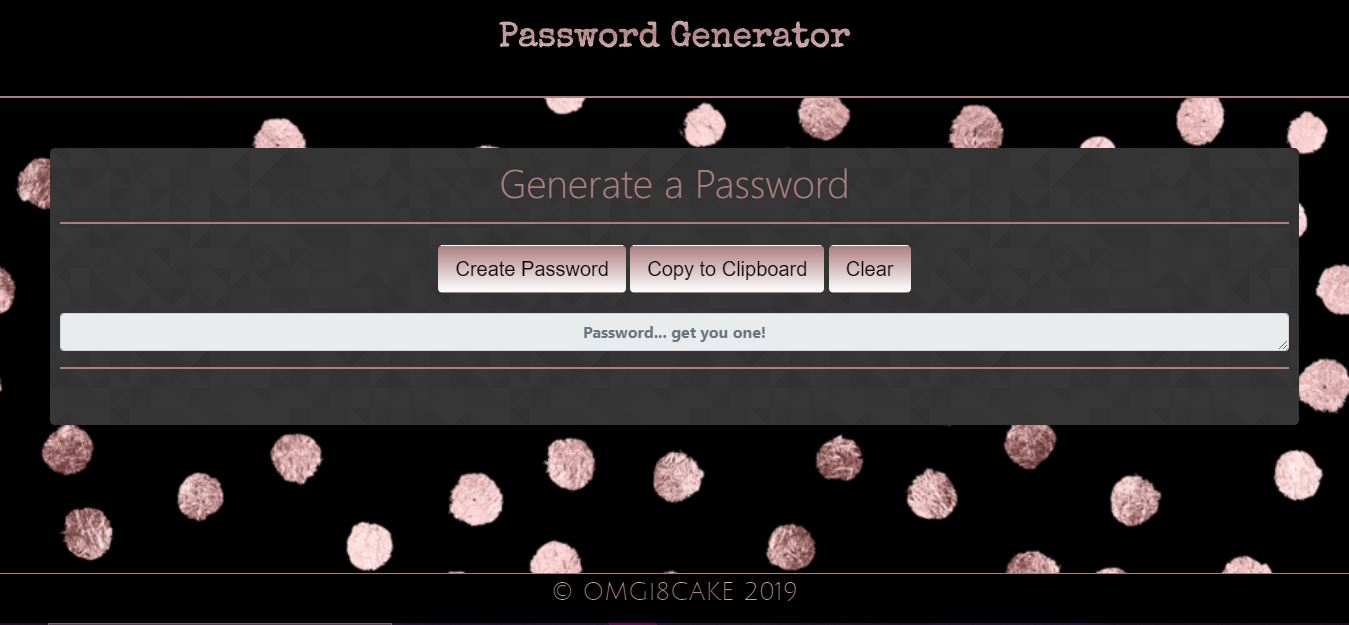 Password Generator
Generate a Password
Create Password Copy to Clipboard Clear
Password... get you one!
© OMGI8CAKE 2019